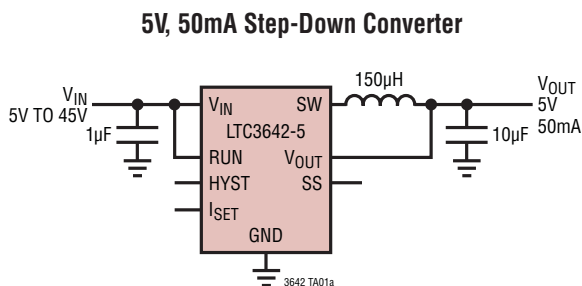 5V, 50mA Step-Down Converter
VIN
5V TO 45V
1µF
VIN
SW
LTC3642-5
RUN
VOUT
HYST
SS
ISET
GND
150µH
VOUT
5V
50mA
10µF
3642 TA01a